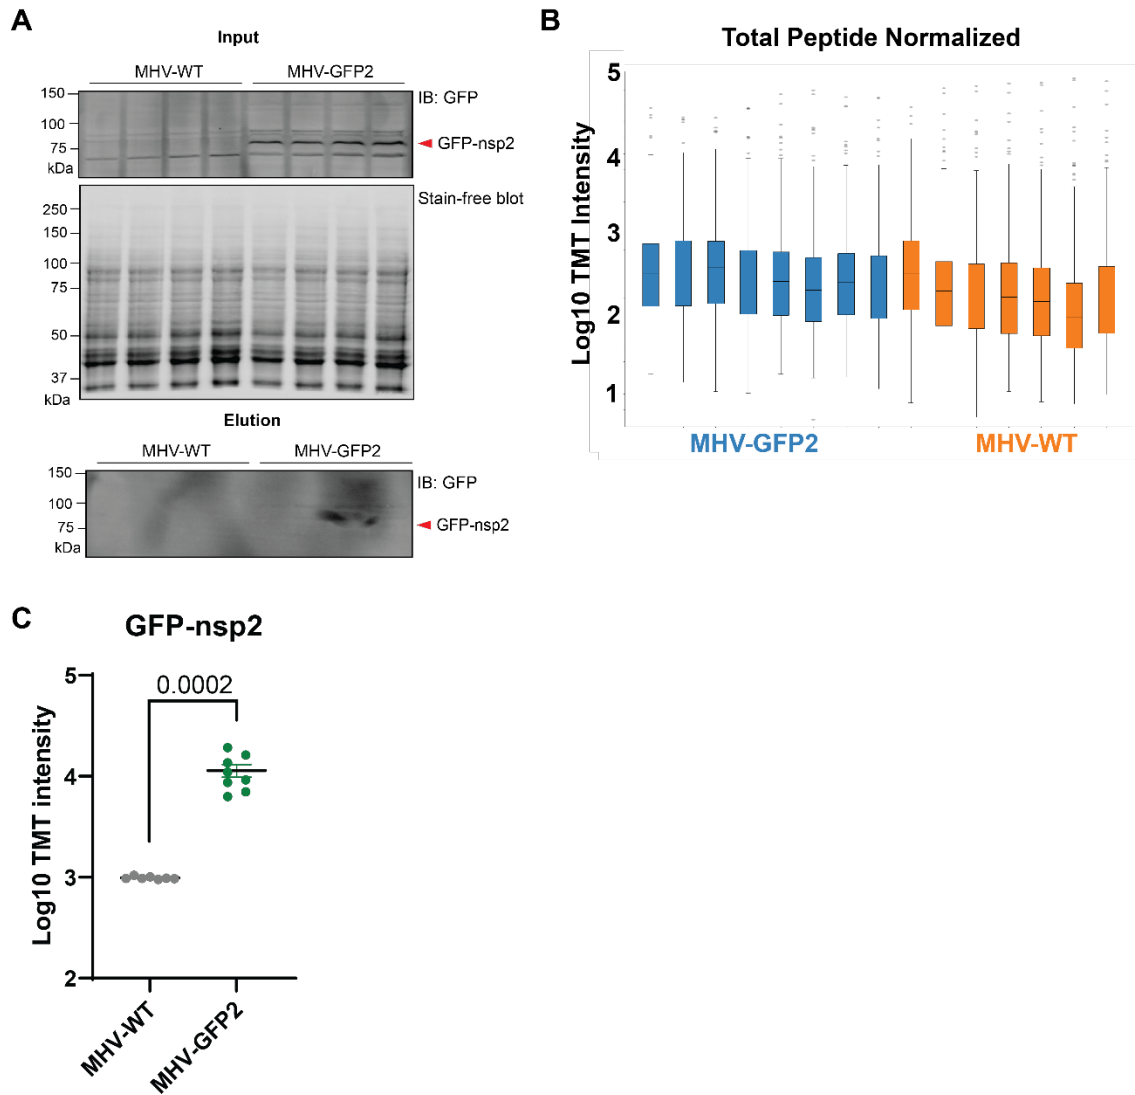 A
Input
MHV-WT MHV-GFP2
150
100
75
kDa
IB: GFP
GFP-nsp2
250
150
100
75
50
37
kDa
Stain-free blot
Elution
MHV-WT MHV-GFP2
150
100
75
kDa
IB: GFP
GFP-nsp2
B
Total Peptide Normalized
Log10 TMT Intensity
5
4
3
2
1
MHV-GFP2 MHV-WT
C
GFP-nsp2
0.0002
Log10 TMT intensity
5
4
3
2
MHV-WT
MHV-GFP2